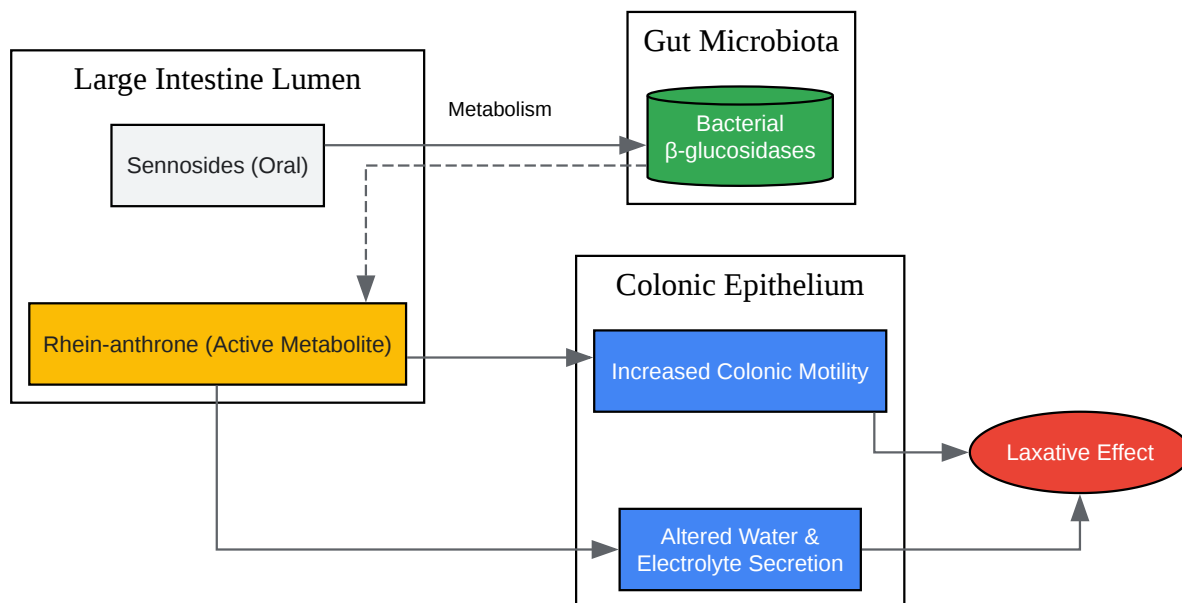 Gut Microbiota
Large Intestine Lumen
Metabolism
Bacterial
β-glucosidases
Sennosides (Oral)
Colonic Epithelium
Rhein-anthrone (Active Metabolite)
Increased Colonic Motility
Laxative Effect
Altered Water &
Electrolyte Secretion